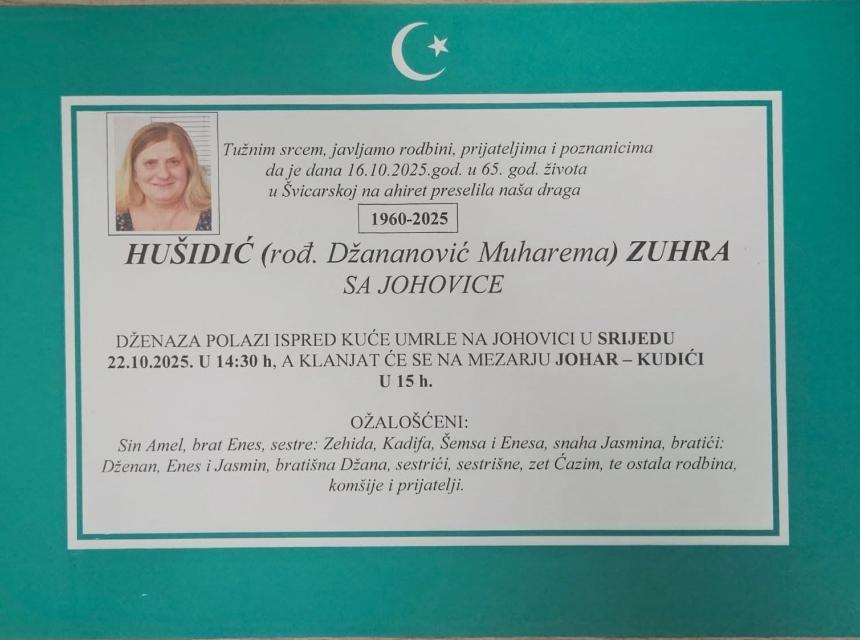 Tužnim srcem, javljamo rodbini, prijateljima i poznanicima
da je dana 16.10.2025.god. u 65. god. života
u Švicarskoj na ahiret preselila naša draga
1960-2025
HUŠIDIĆ (rođ. Džananović Muharema) ZUHRA
SA JOHOVICE
DŽENAZA POLAZI ISPRED KUĆE UMRLE NA JOHOVICI U SRIJEDU
22.10.2025. U 14:30 h, A KLANJAT ĆE SE NA MEZARJU JOHAR – KUDIĆI
U 15 h.
OŽALOŠĆENI:
Sin Amel, brat Enes, sestre: Zehida, Kadifa, Šemsa i Enesa, snaha Jasmina, bratići:
Dženan, Enes i Jasmin, bratišna Džana, sestrići, sestrišne, zet Ćazim, te ostala rodbina,
komšije i prijatelji.